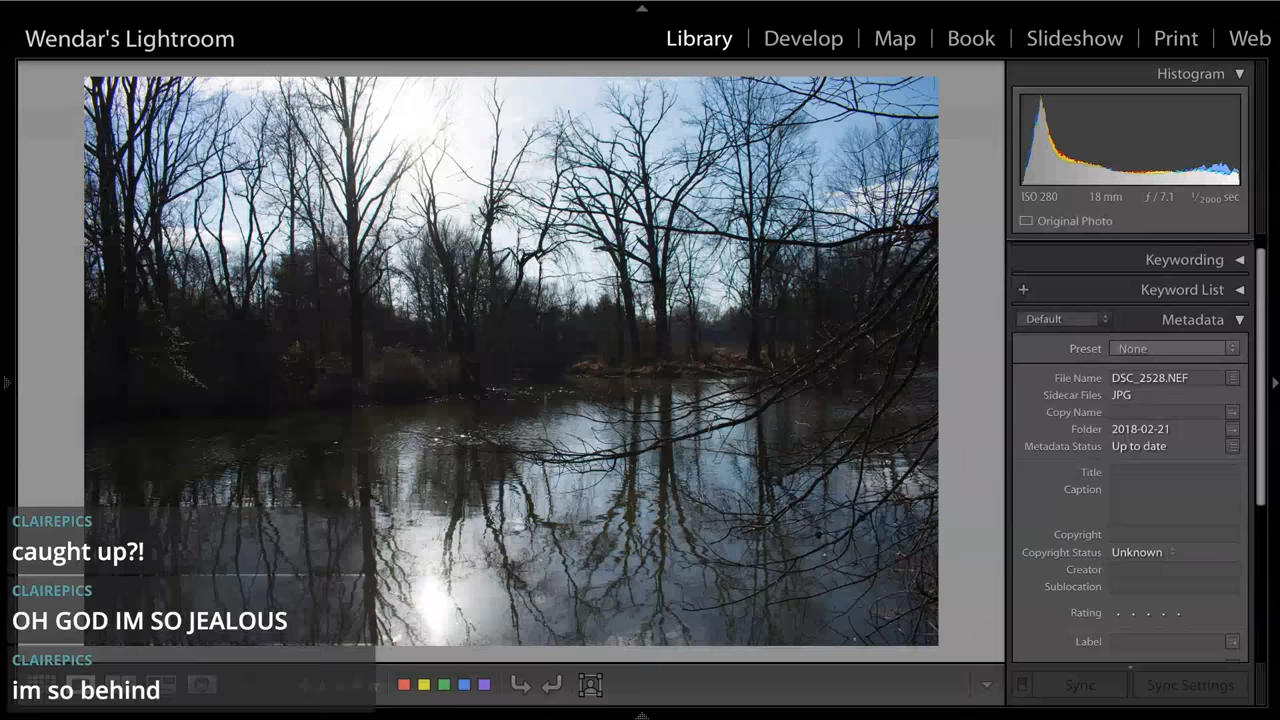 Wendar's Lightroom
Library | Develop | Map | Book | Slideshow | Print | Web
Histogram
ISO 280 18 mm ƒ / 7.1 1/2000 sec
Original Photo
Keywording
+ Keyword List
Default Metadata
Preset None
File Name DSC_2528.NEF
Sidecar Files JPG
Copy Name
Folder 2018-02-21
Metadata Status Up to date
Title
Caption
Copyright
Copyright Status Unknown
Creator
Sublocation
Rating
Label
Sync Sync Settings
CLAIREPICS
caught up?!
CLAIREPICS
OH GOD IM SO JEALOUS
CLAIREPICS
im so behind